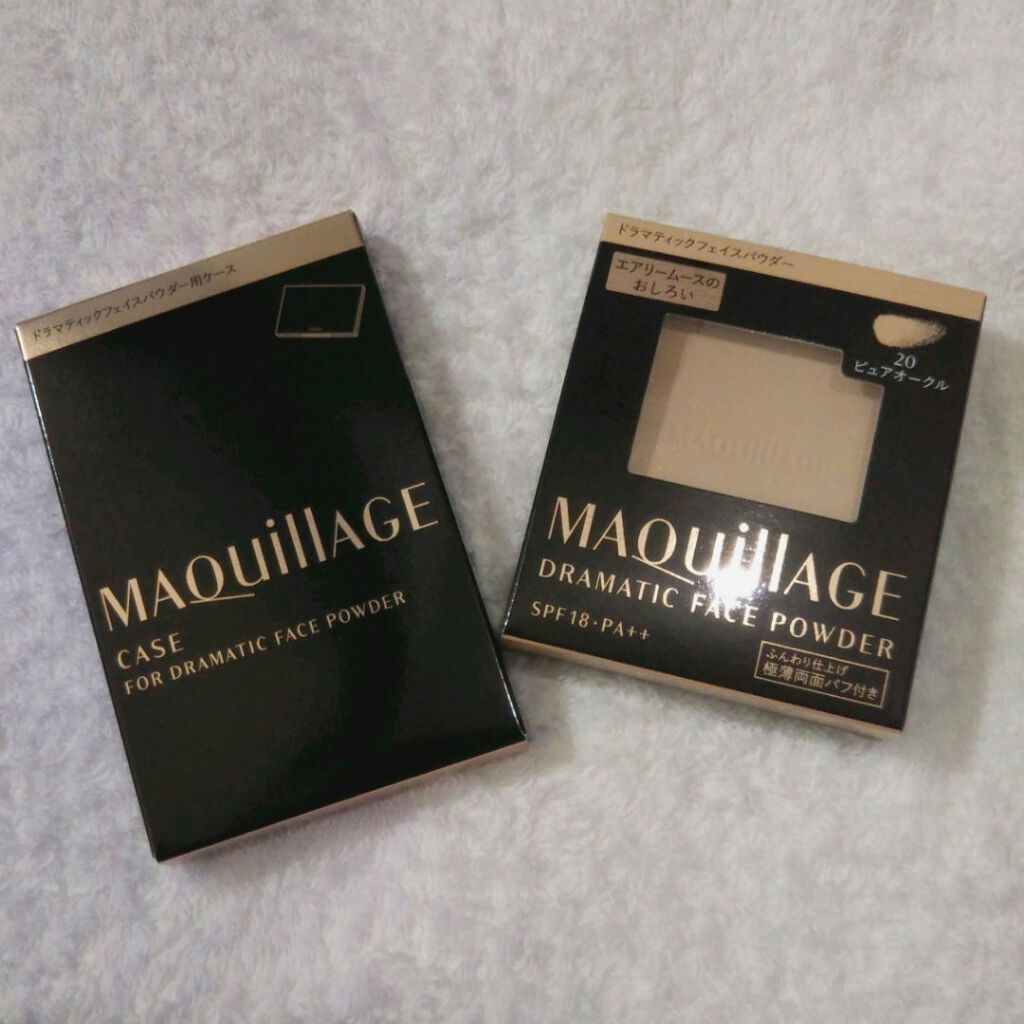 ドラマティックフェイスパウダー用ケース
MAQuillAGE
CASE
FOR DRAMATIC FACE POWDER
ドラマティックフェイスパウダー
エアリームースの
おしろい
20
ピュアオークル
MAQuillAGE
MAQuillAGE
DRAMATIC FACE POWDER
SPF18・PA++
ふんわり仕上げ
極薄両面パフ付き